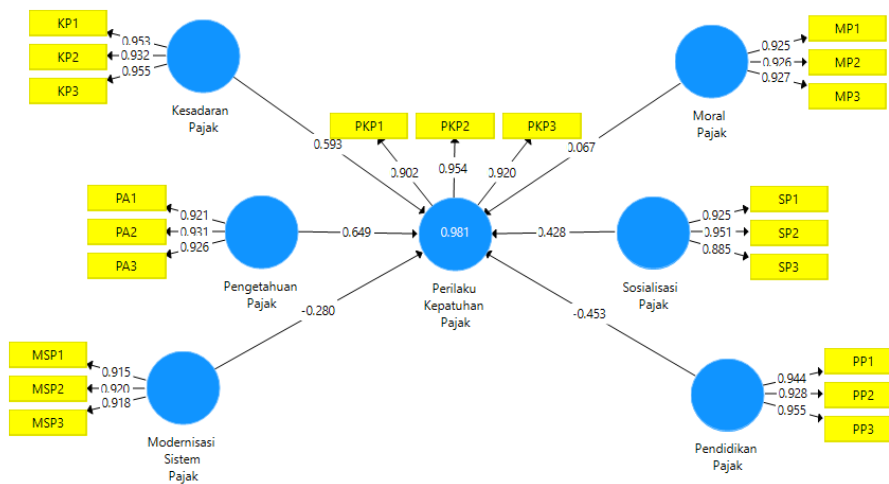 KP1
0.953
KP2
0.932
KP3
0.955
Kesadaran
Pajak
0.593
PA1
0.921
PA2
0.931
PA3
0.926
Pengetahuan
Pajak
0.649
MSP1
0.915
MSP2
0.920
MSP3
0.918
Modernisasi
Sistem
Pajak
-0.280
PKP1
PKP2
PKP3
0.902
0.954
0.920
0.981
Perilaku
Kepatuhan
Pajak
MP1
0.925
MP2
0.926
MP3
0.927
Moral
Pajak
0.067
SP1
0.925
SP2
0.951
SP3
0.885
Sosialisasi
Pajak
0.428
PP1
0.944
PP2
0.928
PP3
0.955
Pendidikan
Pajak
-0.453